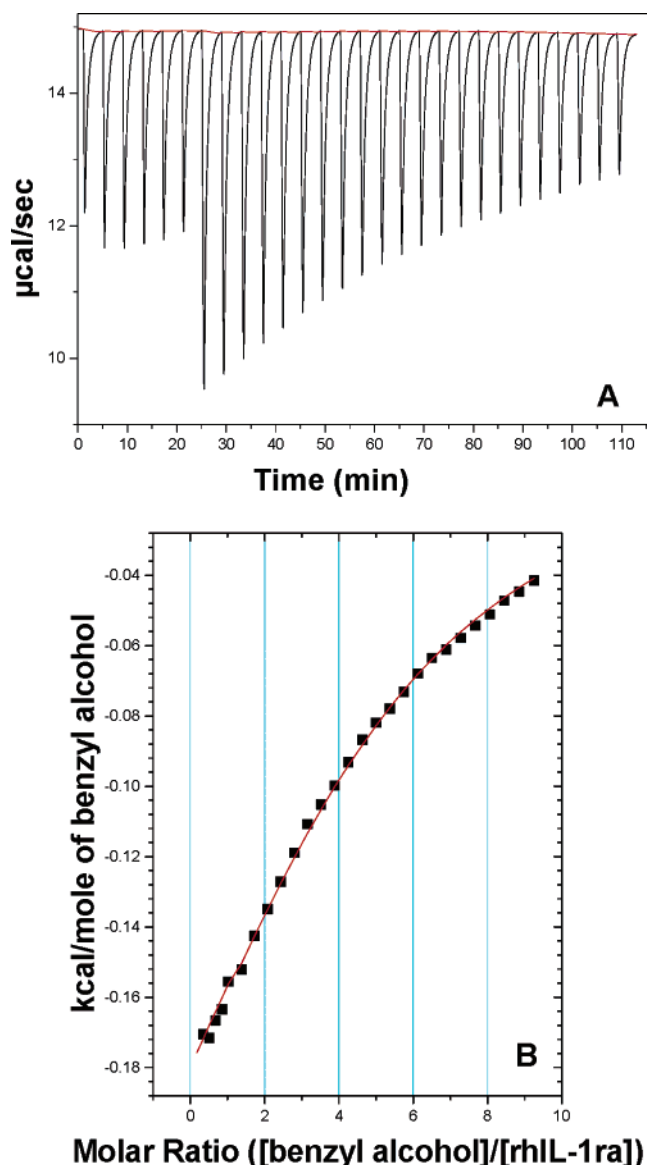 14
12
10
µcal/sec
A
0 10 20 30 40 50 60 70 80 90 100 110
Time (min)
-0.04
-0.06
-0.08
-0.10
-0.12
-0.14
-0.16
-0.18
kcal/mole of benzyl alcohol
B
0 2 4 6 8 10
Molar Ratio ([benzyl alcohol]/[rhIL-1ra])